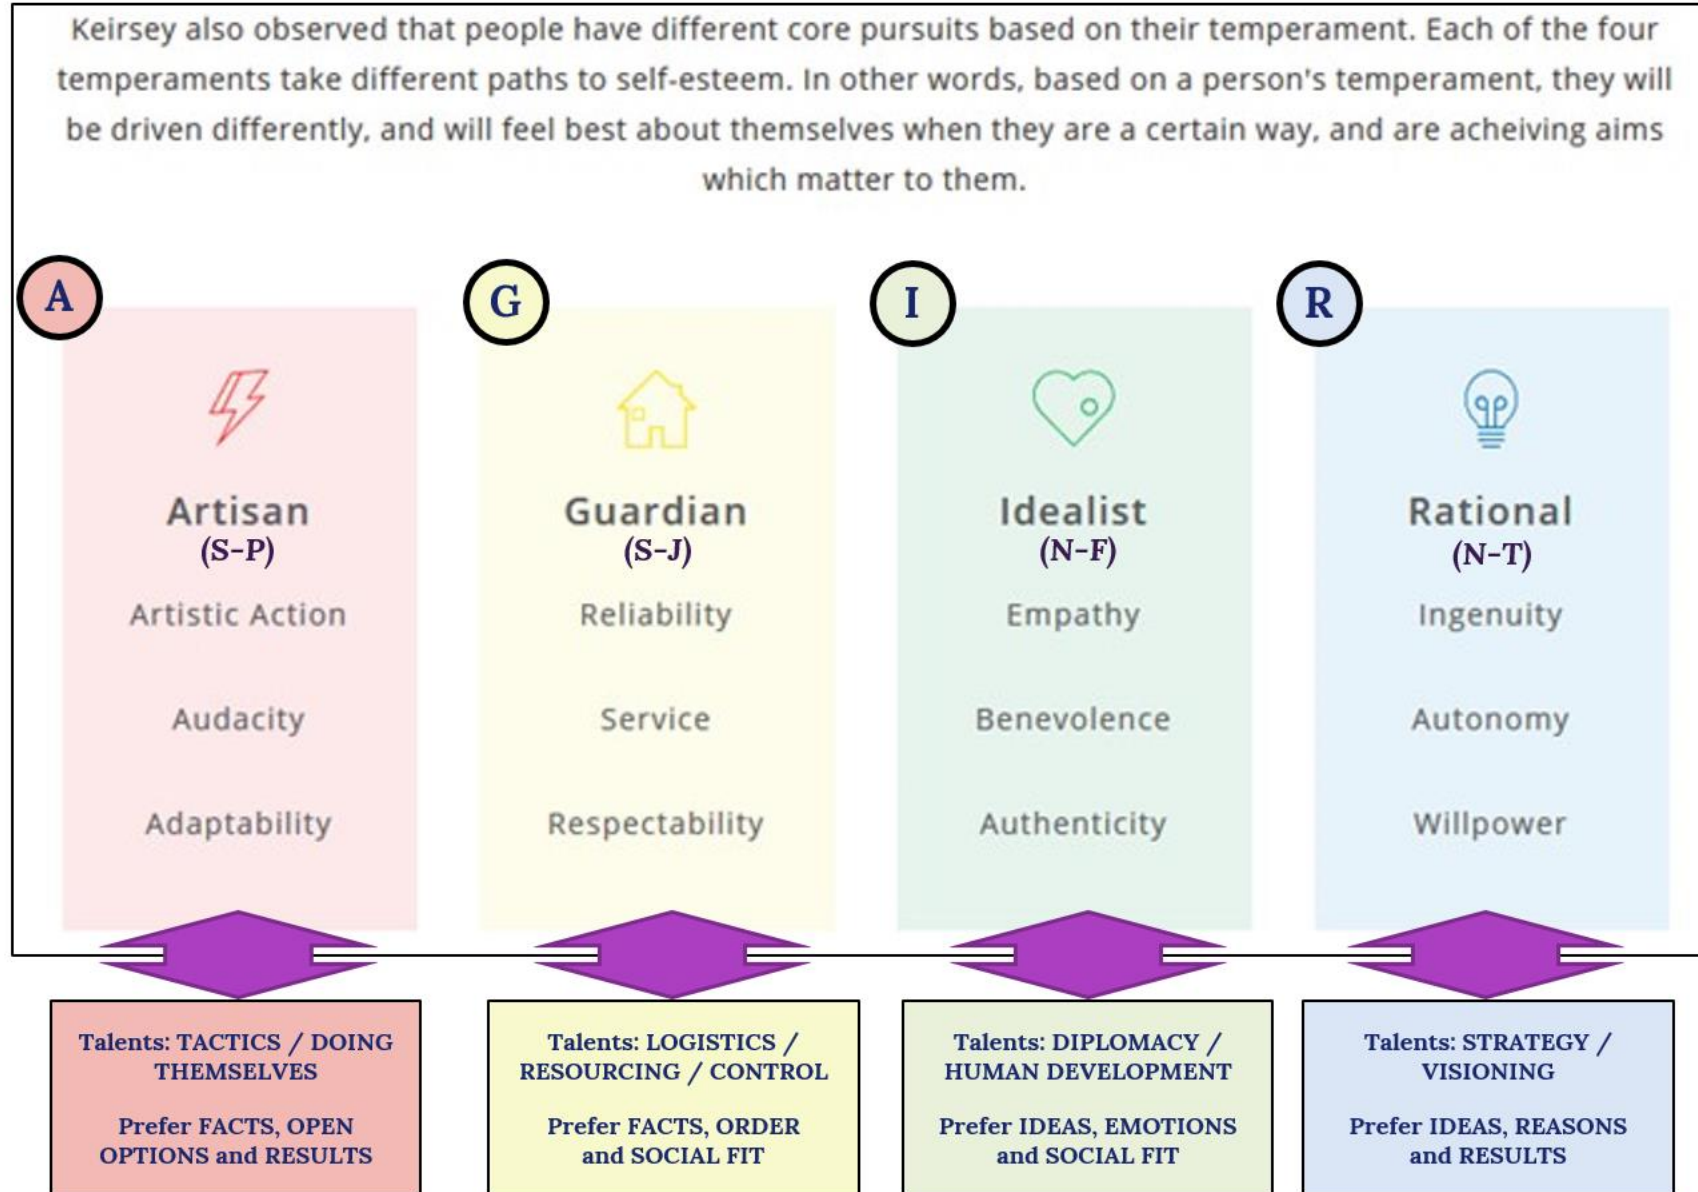 Keirsey also observed that people have different core pursuits based on their temperament. Each of the four
temperaments take different paths to self-esteem. In other words, based on a person's temperament, they will
be driven differently, and will feel best about themselves when they are a certain way, and are acheiving aims
which matter to them.
A
Artisan
(S-P)
Artistic Action
Audacity
Adaptability
Talents: TACTICS / DOING
THEMSELVES
Prefer FACTS, OPEN
OPTIONS and RESULTS
G
Guardian
(S-J)
Reliability
Service
Respectability
Talents: LOGISTICS /
RESOURCING / CONTROL
Prefer FACTS, ORDER
and SOCIAL FIT
I
Idealist
(N-F)
Empathy
Benevolence
Authenticity
Talents: DIPLOMACY /
HUMAN DEVELOPMENT
Prefer IDEAS, EMOTIONS
and SOCIAL FIT
R
Rational
(N-T)
Ingenuity
Autonomy
Willpower
Talents: STRATEGY /
VISIONING
Prefer IDEAS, REASONS
and RESULTS